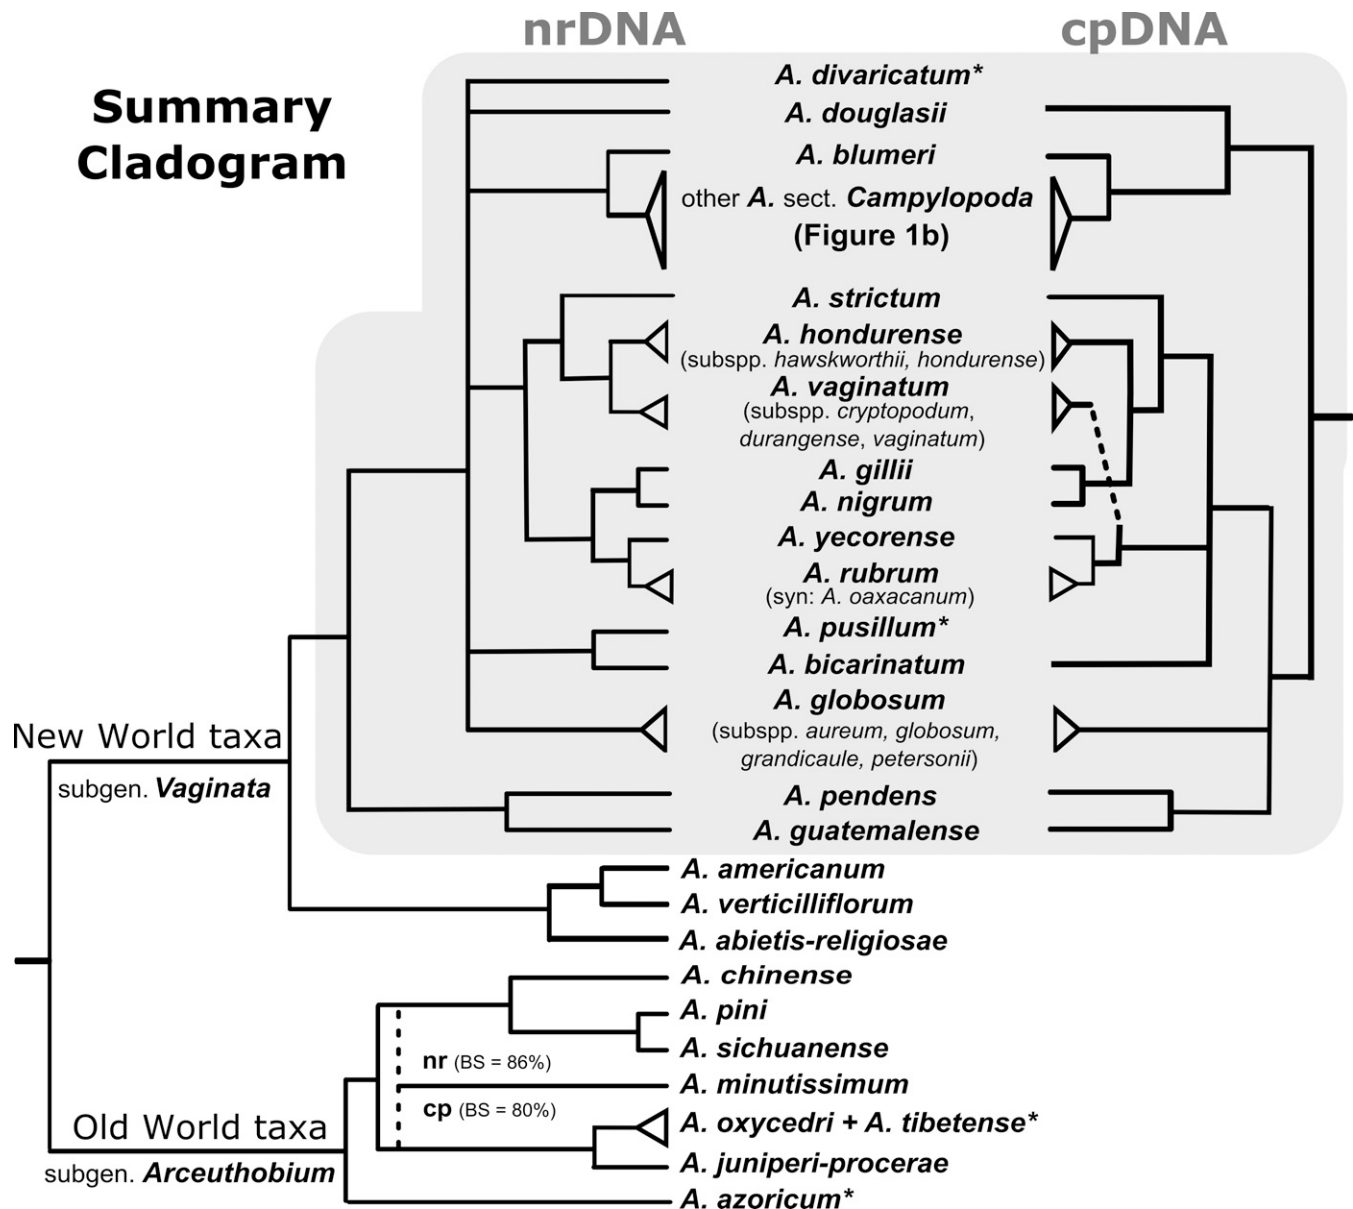 nrDNA
cpDNA
Summary
Cladogram
A. divaricatum*
A. douglasii
A. blumeri
other A. sect. Campylopoda
(Figure 1b)
A. strictum
A. hondurense
(subspp. hawskworthii, hondurense)
A. vaginatum
(subspp. cryptopodum,
durangense, vaginatum)
A. gillii
A. nigrum
A. yecorense
A. rubrum
(syn: A. oaxacanum)
A. pusillum*
A. bicarinatum
A. globosum
(subspp. aureum, globosum,
grandicaule, petersonii)
A. pendens
A. guatemalense
New World taxa
subgen. Vaginata
A. americanum
A. verticilliflorum
A. abietis-religiosae
A. chinense
A. pini
A. sichuanense
nr (BS = 86%)
A. minutissimum
cp (BS = 80%)
A. oxycedri + A. tibetense*
A. juniperi-procerae
A. azoricum*
Old World taxa
subgen. Arceuthobium